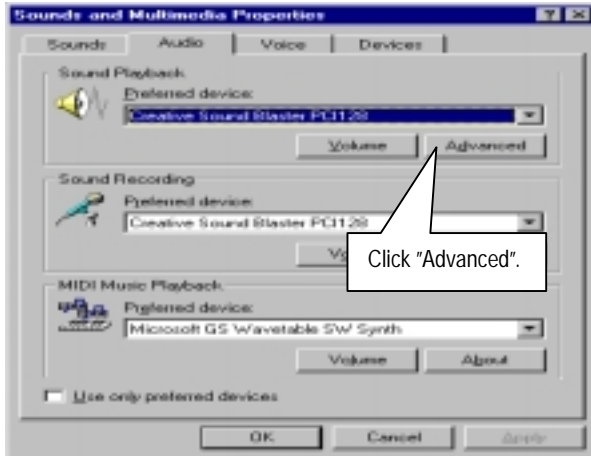 Sounds and Multimedia Properties
Sounds Audio Voice Devices
Sound Playback
Preferred device:
Creative Sound Blaster PCI128
Volume Advanced
Sound Recording
Preferred device:
Creative Sound Blaster PCI128
Vo
Click "Advanced".
MIDI Music Playback
Preferred device:
Microsoft GS Wavetable SW Synth
Volume About
Use only preferred devices
OK Cancel Apply